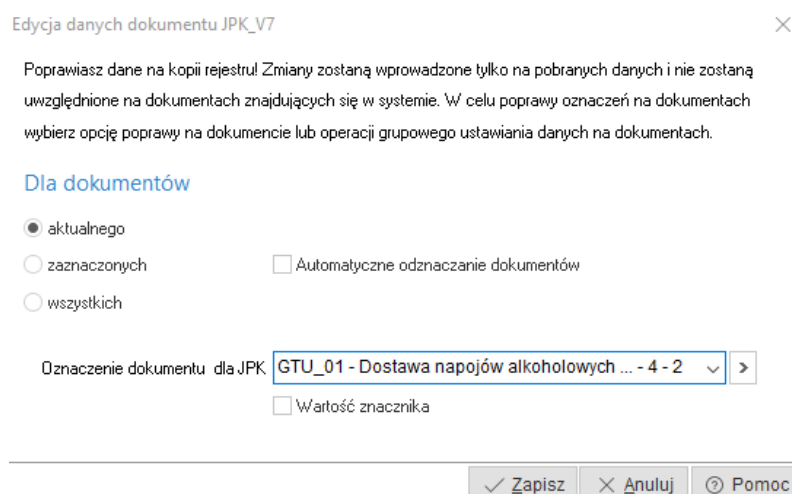 Edycja danych dokumentu JPK_V7
Poprawiasz dane na kopii rejestru! Zmiany zostaną wprowadzone tylko na pobranych danych i nie zostaną
uwzględnione na dokumentach znajdujących się w systemie. W celu poprawy oznaczeń na dokumentach
wybierz opcję poprawy na dokumencie lub operacji grupowego ustawiania danych na dokumentach.
Dla dokumentów
aktualnego
zaznaczonych Automatyczne odznaczanie dokumentów
wszystkich
Oznaczenie dokumentu dla JPK GTU_01 - Dostawa napojów alkoholowych ... - 4 - 2
Wartość znacznika
Zapisz Anuluj Pomoc